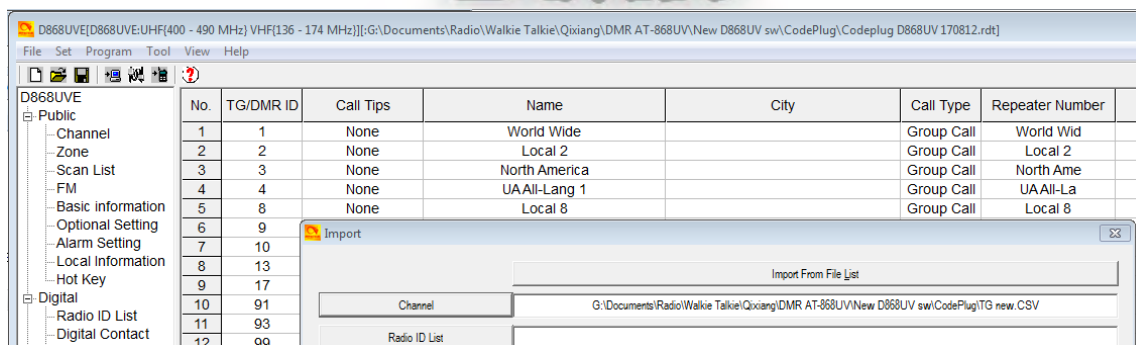 D868UVE[D868UVE:UHF{400 - 490 MHz} VHF{136 - 174 MHz}][:G:\Documents\Radio\Walkie Talkie\Qixiang\DMR AT-868UV\New D868UV sw\CodePlug\Codeplug D868UV 170812.rdt]
File Set Program Tool View Help
D868UVE
Public
Channel
Zone
Scan List
FM
Basic information
Optional Setting
Alarm Setting
Local Information
Hot Key
Digital
Radio ID List
Digital Contact
No. TG/DMR ID Call Tips Name City Call Type Repeater Number
1 1 None World Wide Group Call World Wid
2 2 None Local 2 Group Call Local 2
3 3 None North America Group Call North Ame
4 4 None UA All-Lang 1 Group Call UA All-La
5 8 None Local 8 Group Call Local 8
6 9
7 10
8 13
9 17
10 91
11 93
12 99
Import
Import From File List
Channel G:\Documents\Radio\Walkie Talkie\Qixiang\DMR AT-868UV\New D868UV sw\CodePlug\TG new.CSV
Radio ID List